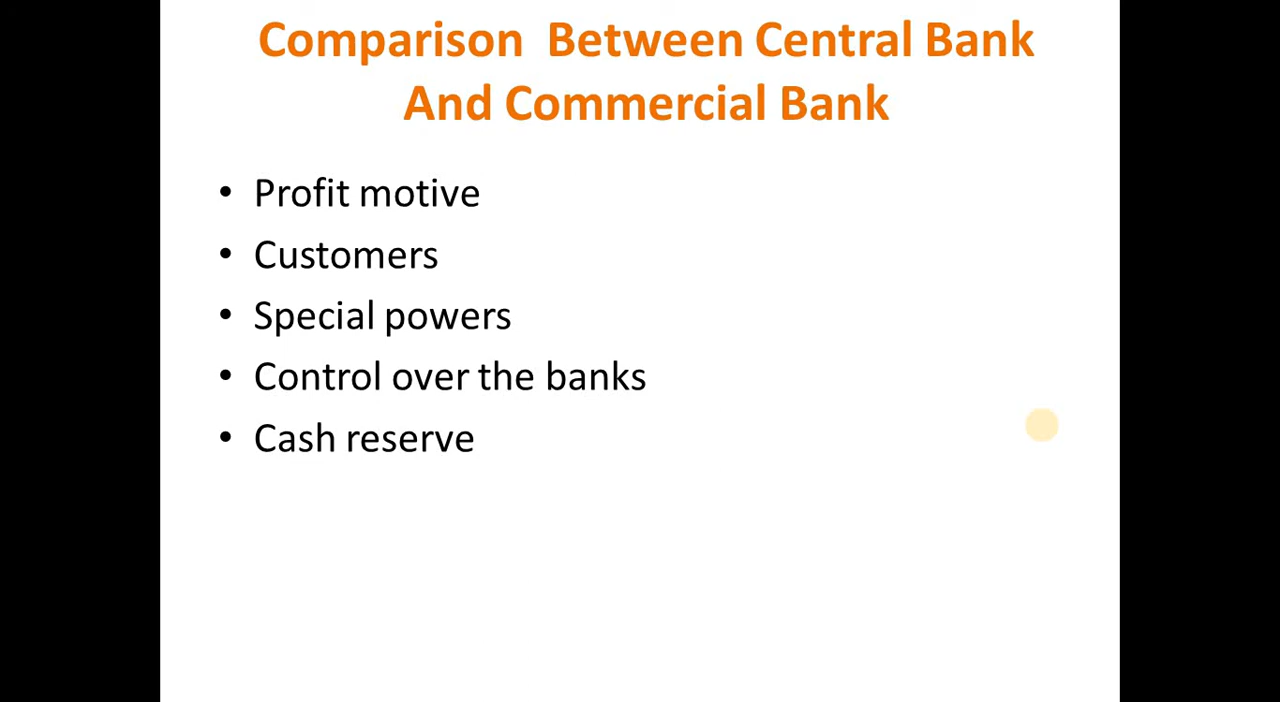 Comparison  Between Central Bank
And Commercial Bank
• Profit motive
• Customers
• Special powers
• Control over the banks
• Cash reserve